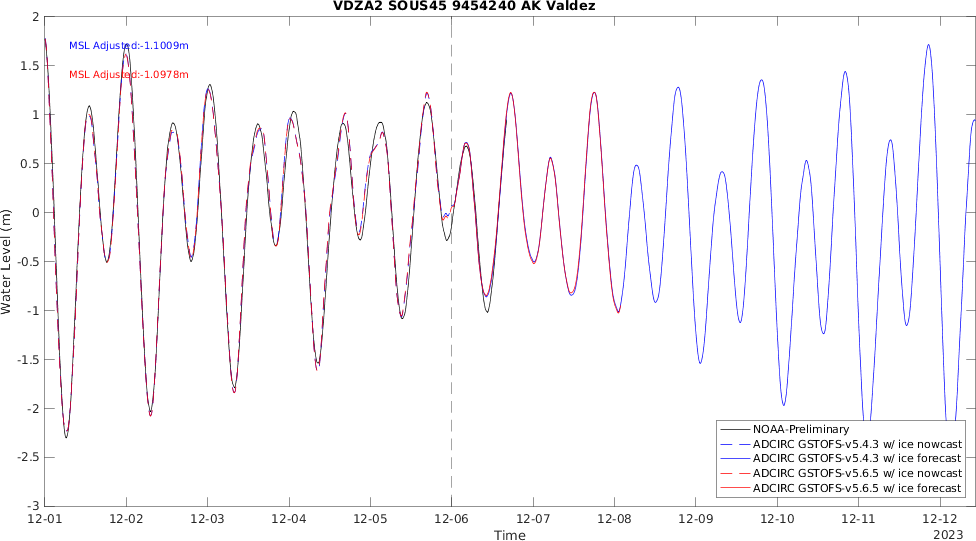 VDZA2 SOUS45 9454240 AK Valdez
MSL Adjusted:-1.1009m
MSL Adjusted:-1.0978m
2
1.5
1
0.5
0
-0.5
-1
-1.5
-2
-2.5
-3
Water Level (m)
NOAA-Preliminary
ADCIRC GSTOFS-v5.4.3 w/ ice nowcast
ADCIRC GSTOFS-v5.4.3 w/ ice forecast
ADCIRC GSTOFS-v5.6.5 w/ ice nowcast
ADCIRC GSTOFS-v5.6.5 w/ ice forecast
12-01 12-02 12-03 12-04 12-05 12-06 12-07 12-08 12-09 12-10 12-11 12-12
Time
2023